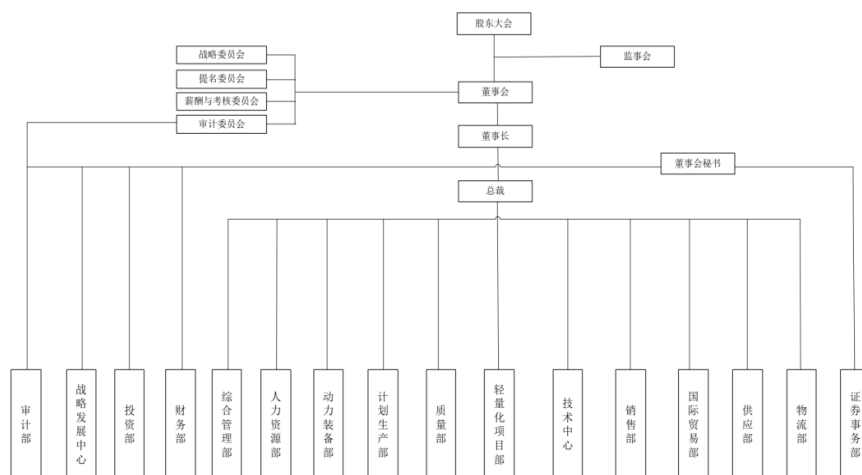 股东大会
战略委员会
监事会
提名委员会
董事会
薪酬与考核委员会
审计委员会
董事长
董事会秘书
总裁
审计部
战略发展中心
投资部
财务部
综合管理部
人力资源部
动力装备部
计划生产部
质量部
轻量化项目部
技术中心
销售部
国际贸易部
供应部
物流部
证券事务部